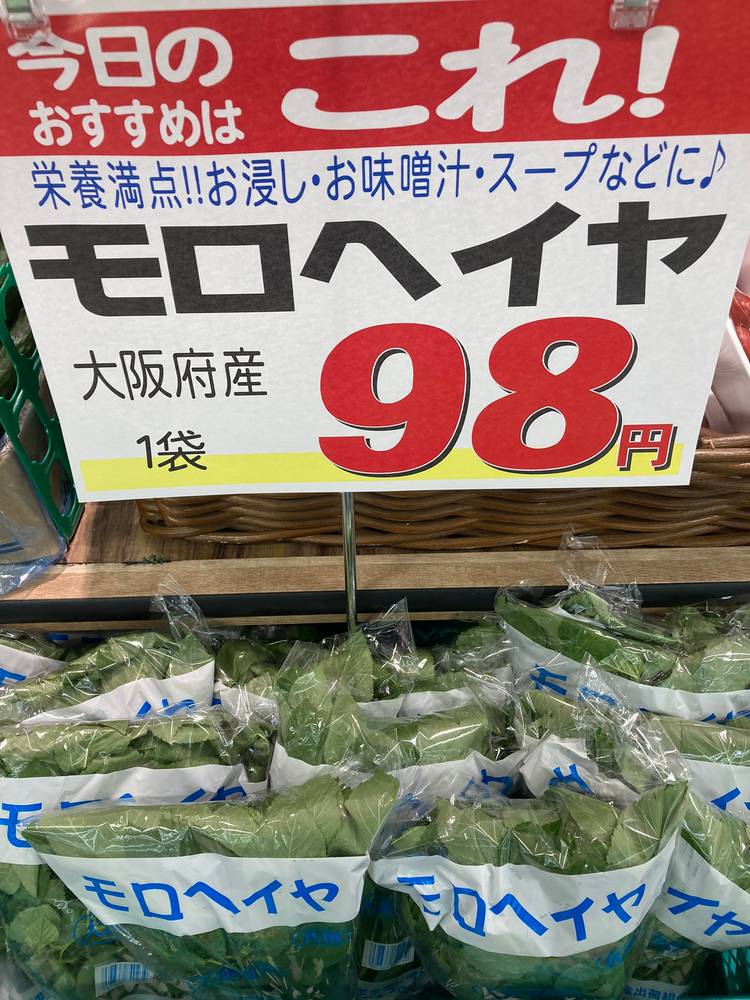 今日の
おすすめは
これ!
栄養満点!!お浸し・お味噌汁・スープなどに♪
モロヘイヤ
大阪府産
1袋
98円
モロヘイヤ
モロヘイヤ